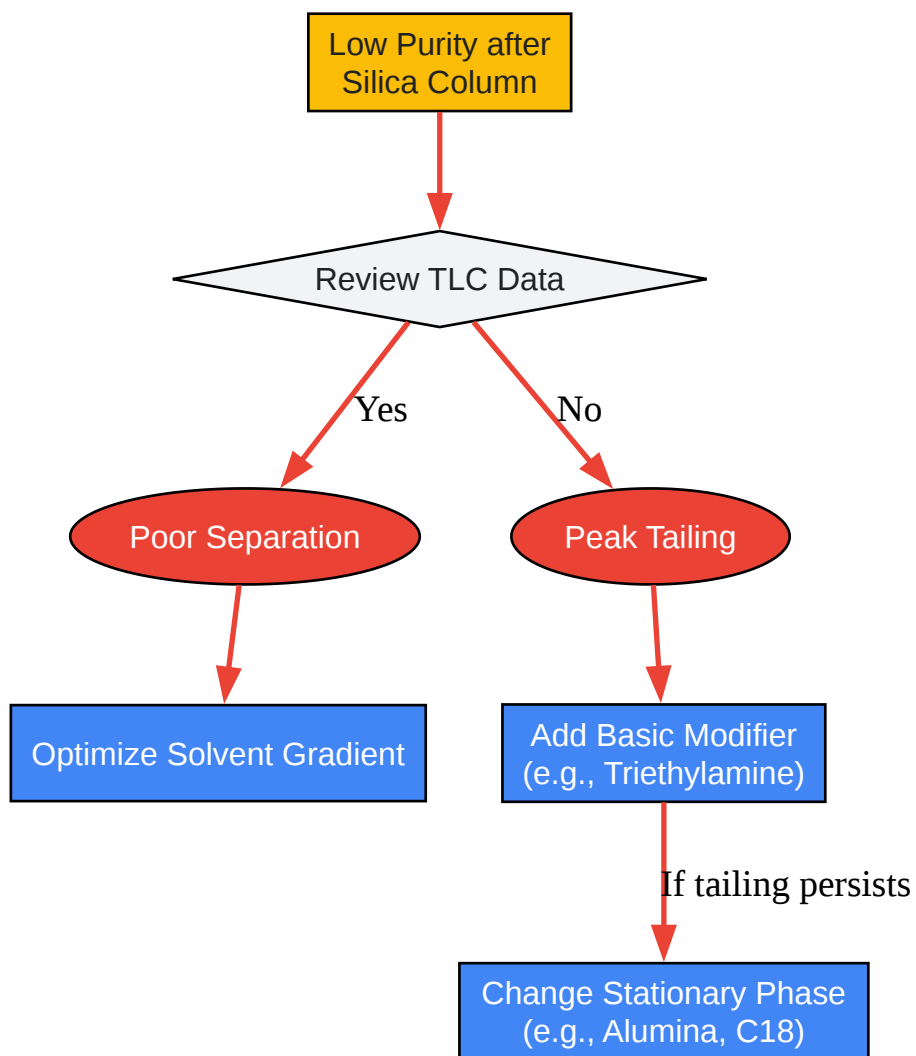 Low Purity after
Silica Column
Review TLC Data
Yes
No
Poor Separation
Peak Tailing
Optimize Solvent Gradient
Add Basic Modifier
(e.g., Triethylamine)
If tailing persists
Change Stationary Phase
(e.g., Alumina, C18)